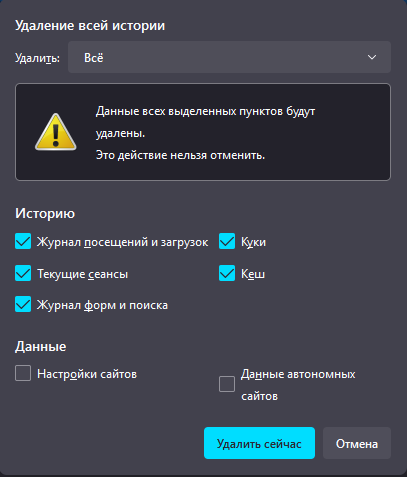 Удаление всей истории
Удалить: Всё
Данные всех выделенных пунктов будут
удалены.
Это действие нельзя отменить.
Историю
Журнал посещений и загрузок Куки
Текущие сеансы Кеш
Журнал форм и поиска
Данные
Настройки сайтов Данные автономных
сайтов
Удалить сейчас Отмена